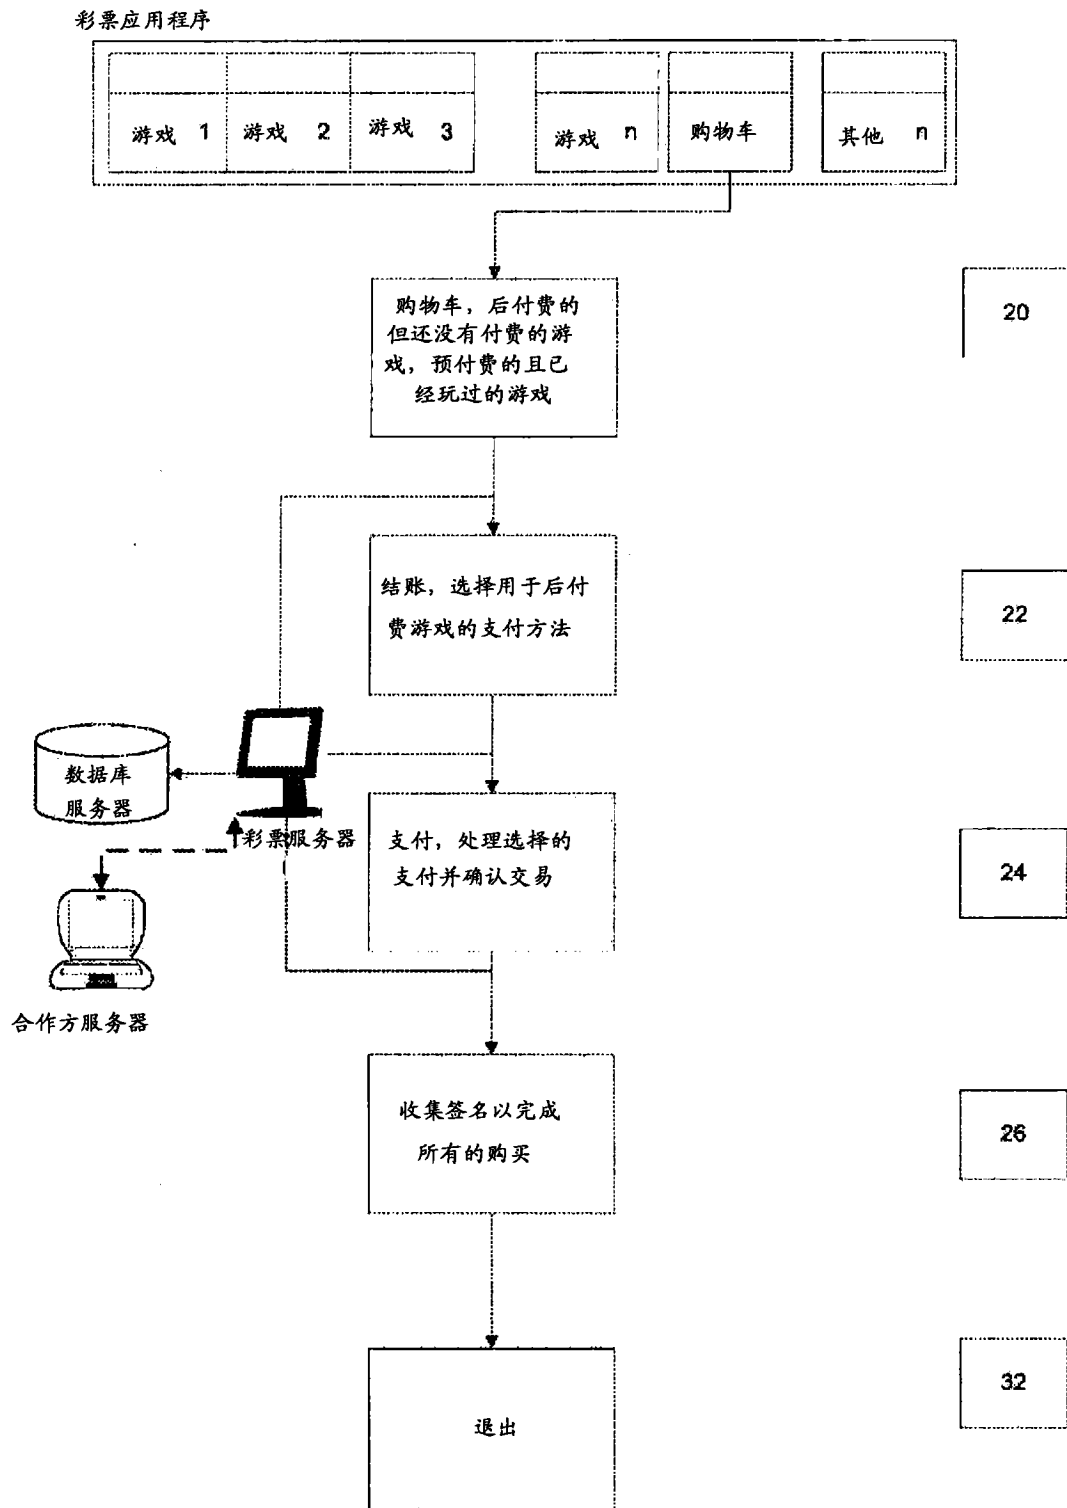 彩票应用程序
游戏 1 游戏 2 游戏 3 游戏 n 购物车 其他 n
购物车，后付费的
但还没有付费的游
戏，预付费的且已
经玩过的游戏
20
结账，选择用于后付
费游戏的支付方法
22
数据库
服务器
彩票服务器
支付，处理选择的
支付并确认交易
24
合作方服务器
收集签名以完成
所有的购买
26
退出
32